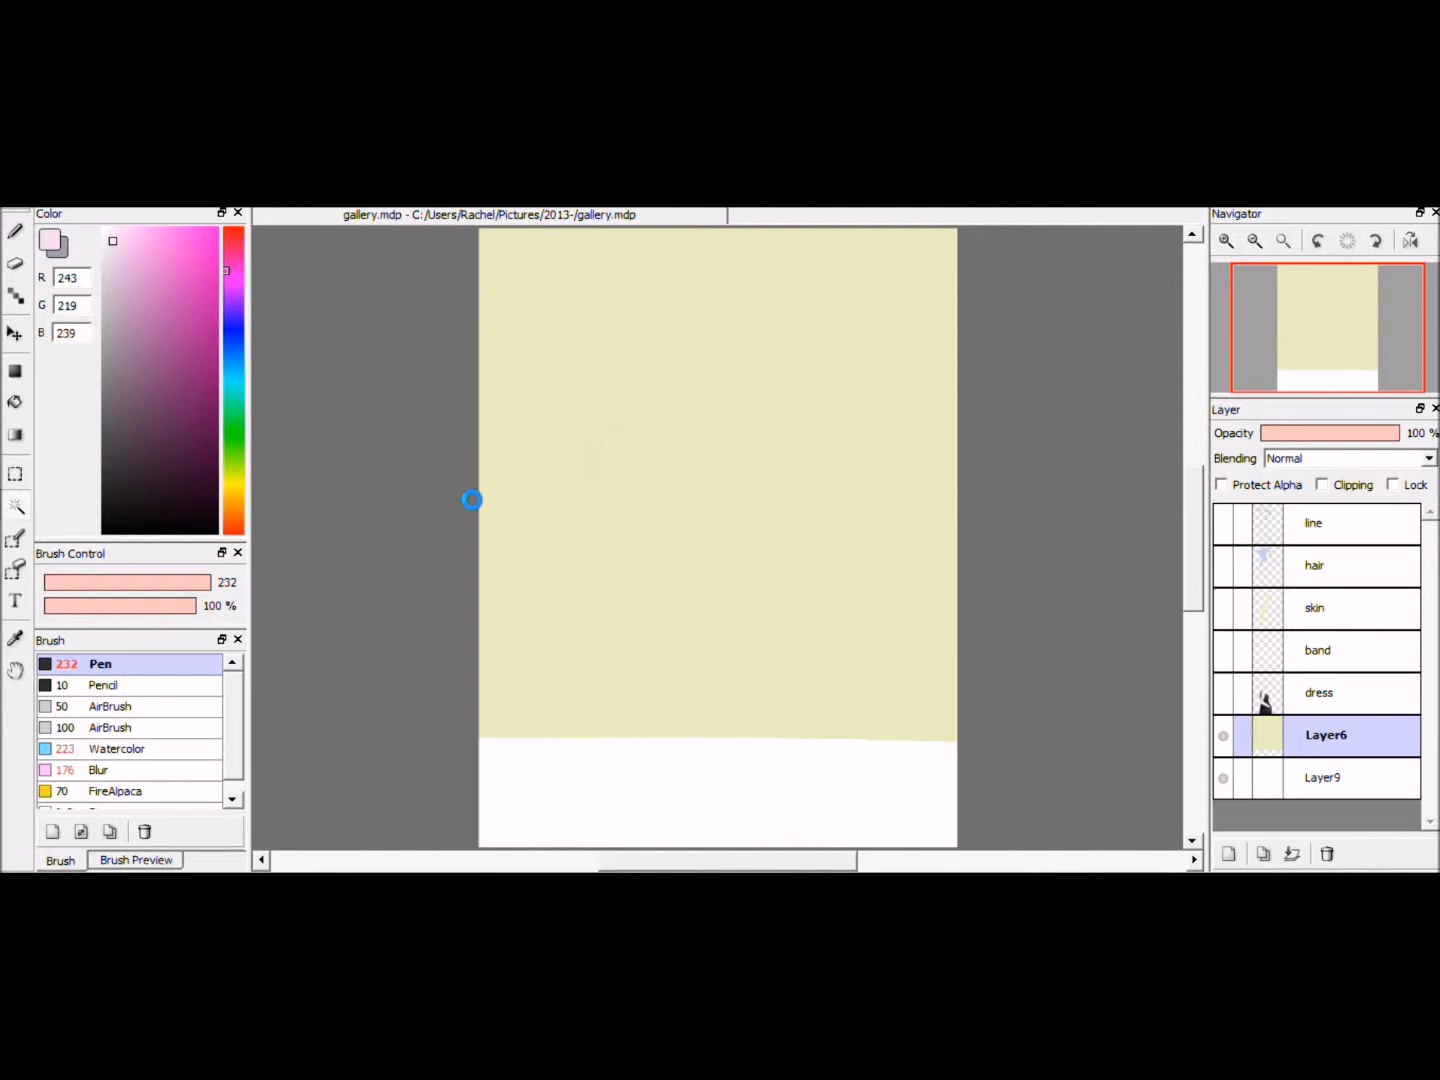 Color
gallery.mdp - C:/Users/Rachel/Pictures/2013-/gallery.mdp
Navigator
R 243
G 219
B 239
Layer
Opacity 100 %
Blending Normal
Protect Alpha Clipping Lock
line
hair
skin
band
dress
Layer6
Layer9
Brush Control
232
100 %
T
Brush
232 Pen
10 Pencil
50 AirBrush
100 AirBrush
223 Watercolor
176 Blur
70 FireAlpaca
Brush Brush Preview